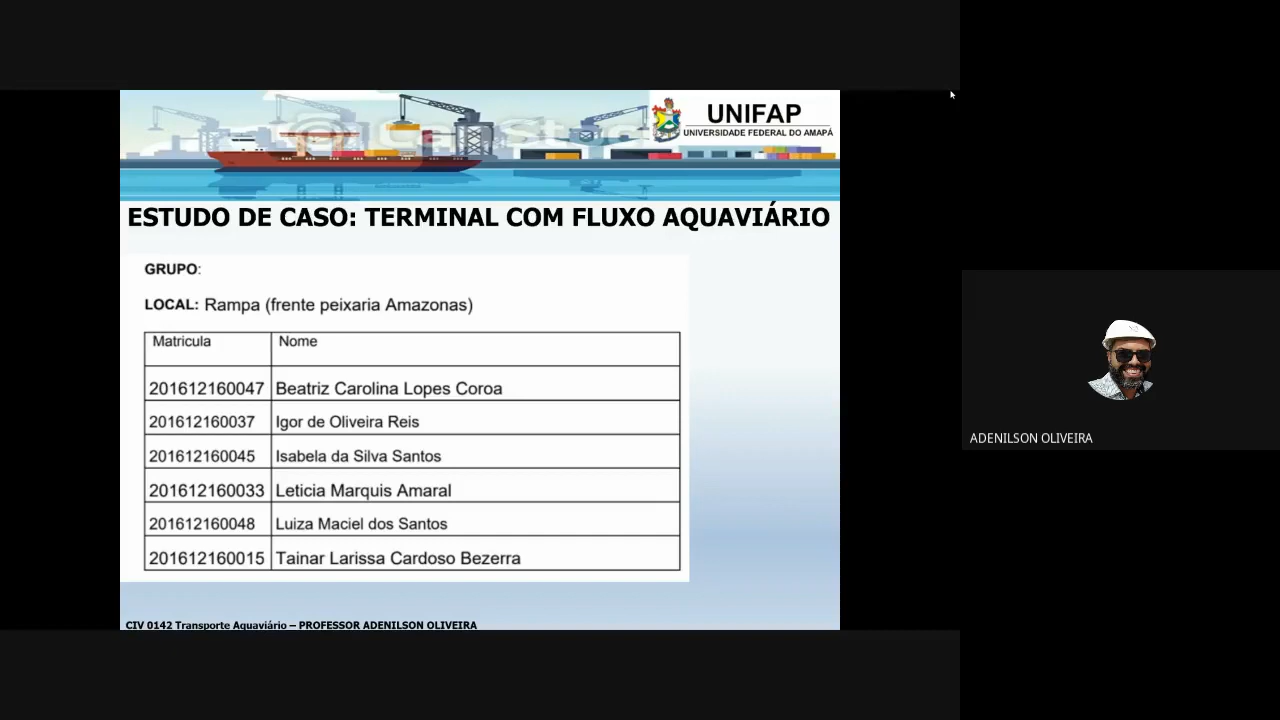 UNIFAP
UNIVERSIDADE FEDERAL DO AMAPÁ
ESTUDO DE CASO: TERMINAL COM FLUXO AQUAVIÁRIO
GRUPO:
LOCAL: Rampa (frente peixaria Amazonas)
Matricula Nome
201612160047 Beatriz Carolina Lopes Coroa
201612160037 Igor de Oliveira Reis
201612160045 Isabela da Silva Santos
201612160033 Leticia Marquis Amaral
201612160048 Luiza Maciel dos Santos
201612160015 Tainar Larissa Cardoso Bezerra
CIV 0142 Transporte Aquaviário – PROFESSOR ADENILSON OLIVEIRA
ADENILSON OLIVEIRA